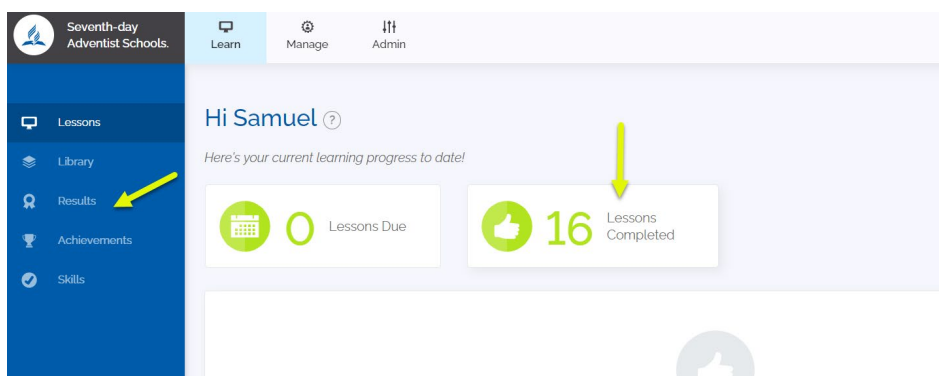 Seventh-day
Adventist Schools.
Learn
Manage
Admin
Lessons
Library
Results
Achievements
Skills
Hi Samuel ?
Here's your current learning progress to date!
0 Lessons Due
16 Lessons
Completed